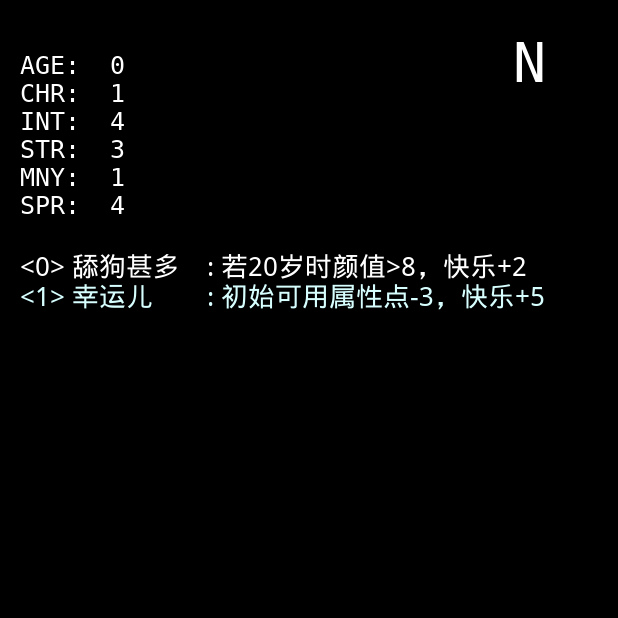 N
AGE: 0
CHR: 1
INT: 4
STR: 3
MNY: 1
SPR: 4
<0> 舔狗甚多 : 若20岁时颜值>8，快乐+2
<1> 幸运儿 : 初始可用属性点-3，快乐+5